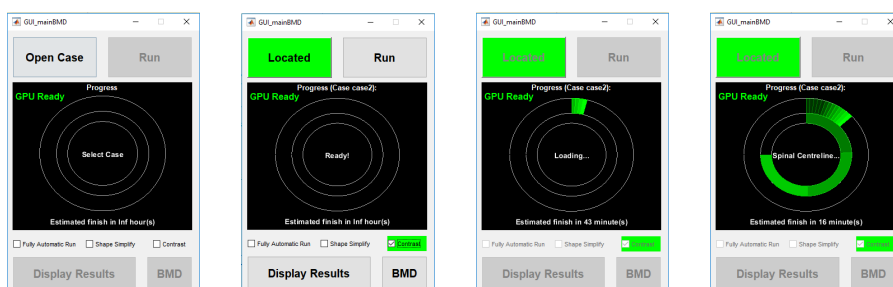 GUI_mainBMD
Open Case Run
Progress
GPU Ready
Select Case
Estimated finish in Inf hour(s)
Fully Automatic Run Shape Simplify Contrast
Display Results BMD
GUI_mainBMD
Located Run
Progress (Case case2):
GPU Ready
Ready!
Estimated finish in Inf hour(s)
Fully Automatic Run Shape Simplify Contrast
Display Results BMD
GUI_mainBMD
Located Run
Progress (Case case2):
GPU Ready
Loading...
Estimated finish in 43 minute(s)
Fully Automatic Run Shape Simplify Contrast
Display Results BMD
GUI_mainBMD
Located Run
Progress (Case case2):
GPU Ready
Spinal Centreline...
Estimated finish in 16 minute(s)
Fully Automatic Run Shape Simplify Contrast
Display Results BMD